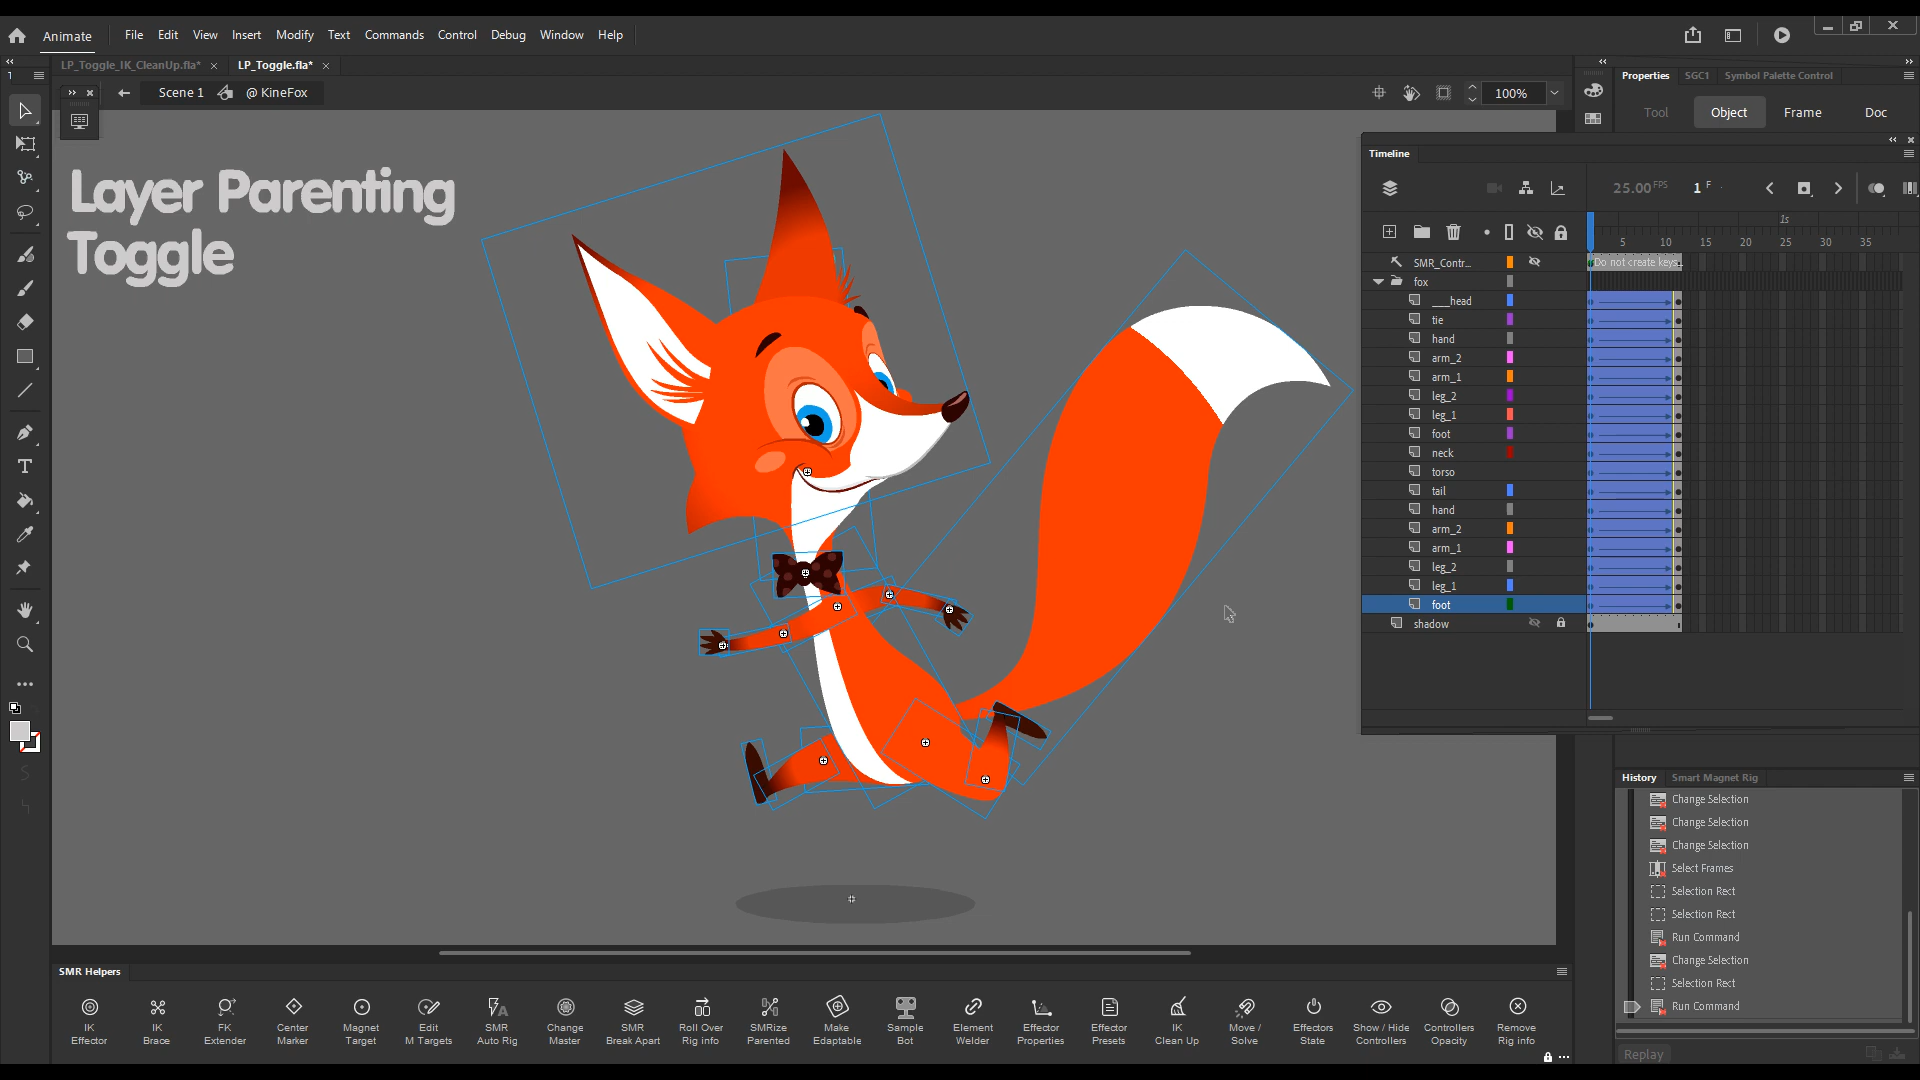 Animate
File Edit View Insert Modify Text Commands Control Debug Window Help
LP_Toggle_IK_CleanUp.fla* ×
LP_Toggle.fla* ×
Scene 1
@ KineFox
100%
Layer Parenting
Toggle
Properties SGC1 Symbol Palette Control
Tool Object Frame Doc
Timeline
25.00 FPS 1 F
1s
5 10 15 20 25 30 35
SMR_Contr... Do not create keys
fox
___head
tie
hand
arm_2
arm_1
leg_2
leg_1
foot
neck
torso
tail
hand
arm_2
arm_1
leg_2
leg_1
foot
shadow
History Smart Magnet Rig
Change Selection
Change Selection
Change Selection
Select Frames
Selection Rect
Selection Rect
Run Command
Change Selection
Selection Rect
Run Command
Replay
SMR Helpers
IK
Effector
IK
Brace
FK
Extender
Center
Marker
Magnet
Target
Edit
M Targets
SMR
Auto Rig
Change
Master
SMR
Break Apart
Roll Over
Rig info
SMRize
Parented
Make
Adaptable
Sample
Bot
Element
Welder
Effector
Properties
Effector
Presets
IK
Clean Up
Move /
Solve
Effectors
State
Show / Hide
Controllers
Controllers
Opacity
Remove
Rig info